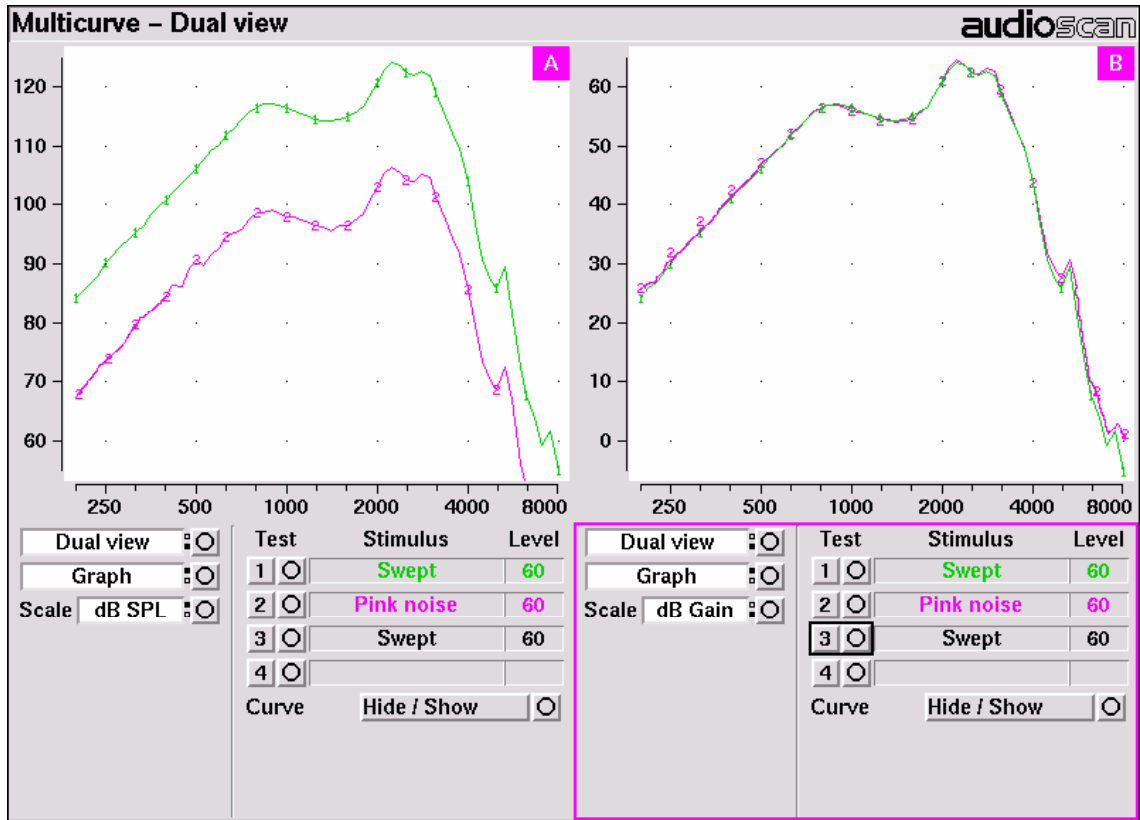 Multicurve – Dual view
audioscan
A
120
110
100
90
80
70
60
250 500 1000 2000 4000 8000
B
60
50
40
30
20
10
0
250 500 1000 2000 4000 8000
Dual view
Graph
Scale dB SPL
Test Stimulus Level
1 Swept 60
2 Pink noise 60
3 Swept 60
4
Curve Hide / Show
Dual view
Graph
Scale dB Gain
Test Stimulus Level
1 Swept 60
2 Pink noise 60
3 Swept 60
4
Curve Hide / Show